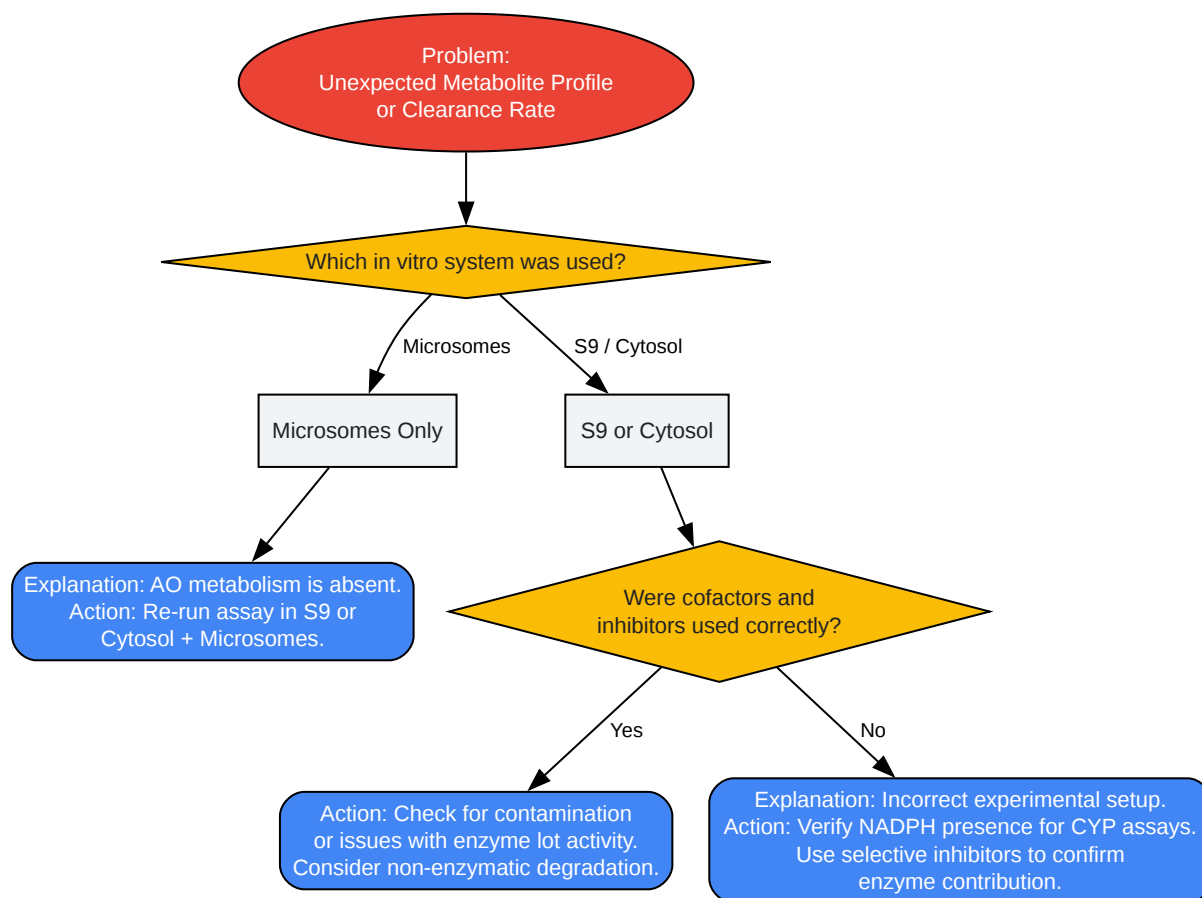 Problem:
Unexpected Metabolite Profile
or Clearance Rate
Which in vitro system was used?
Microsomes
S9 / Cytosol
Microsomes Only
S9 or Cytosol
Explanation: AO metabolism is absent.
Action: Re-run assay in S9 or
Cytosol + Microsomes.
Were cofactors and
inhibitors used correctly?
Yes
No
Action: Check for contamination
or issues with enzyme lot activity.
Consider non-enzymatic degradation.
Explanation: Incorrect experimental setup.
Action: Verify NADPH presence for CYP assays.
Use selective inhibitors to confirm
enzyme contribution.